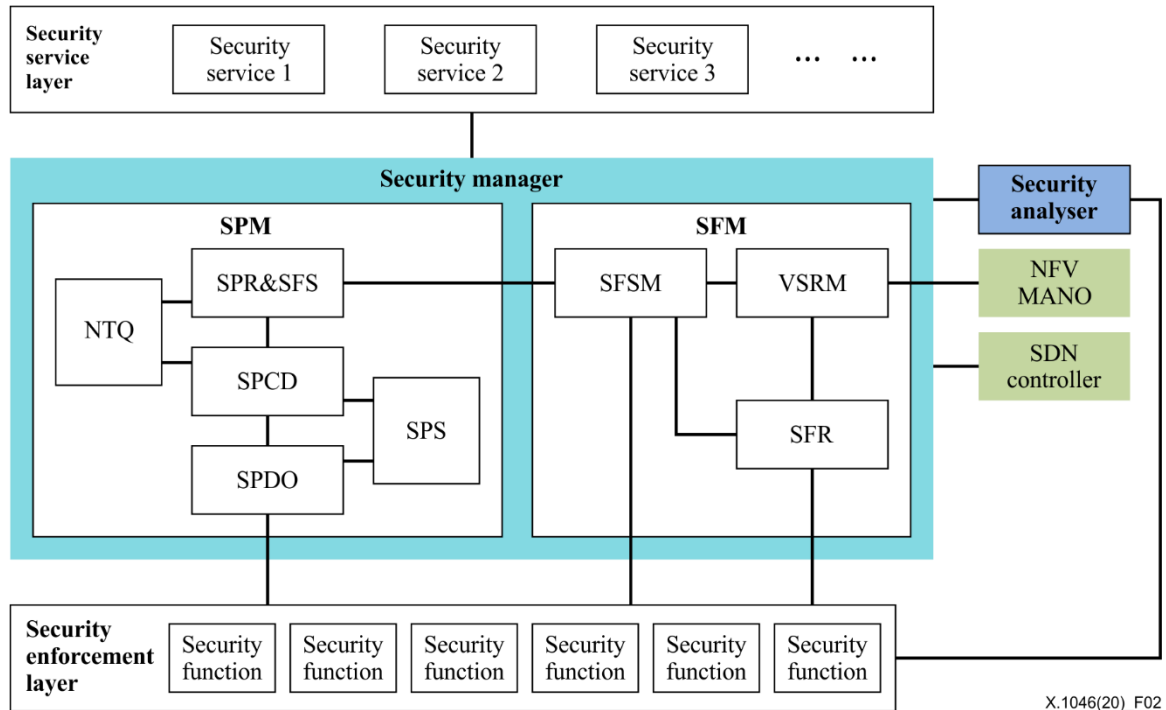 Security
service
layer
Security
service 1
Security
service 2
Security
service 3
... ...
Security manager
Security
analyser
SPM
SFM
SPR&SFS
SFSM
VSRM
NFV
MANO
NTQ
SDN
controller
SPCD
SPS
SFR
SPDO
Security
enforcement
layer
Security
function
Security
function
Security
function
Security
function
Security
function
Security
function
X.1046(20)_F02